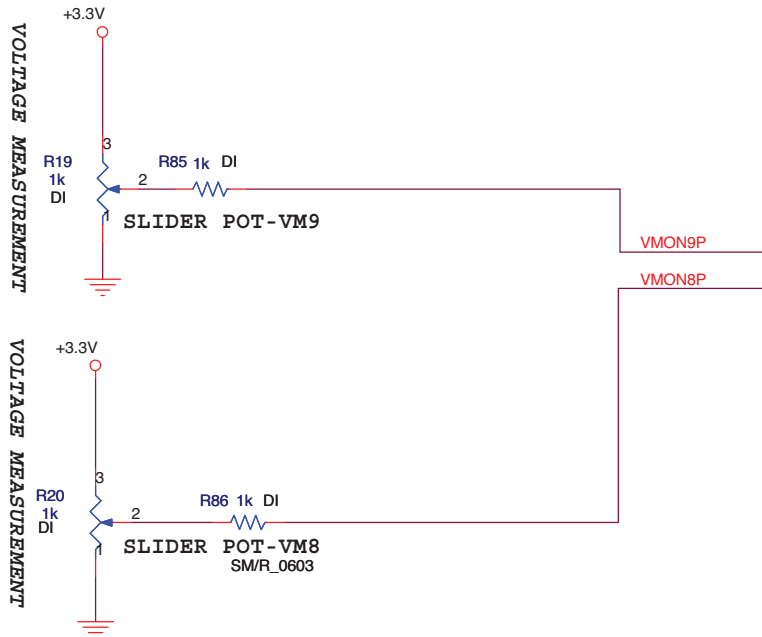 +3.3V
VOLTAGE MEASUREMENT
3
R19
1k
DI
2
R85 1k DI
1
SLIDER POT-VM9
VMON9P
VMON8P
+3.3V
VOLTAGE MEASUREMENT
3
R20
1k
DI
2
R86 1k DI
1
SLIDER POT-VM8
SM/R_0603